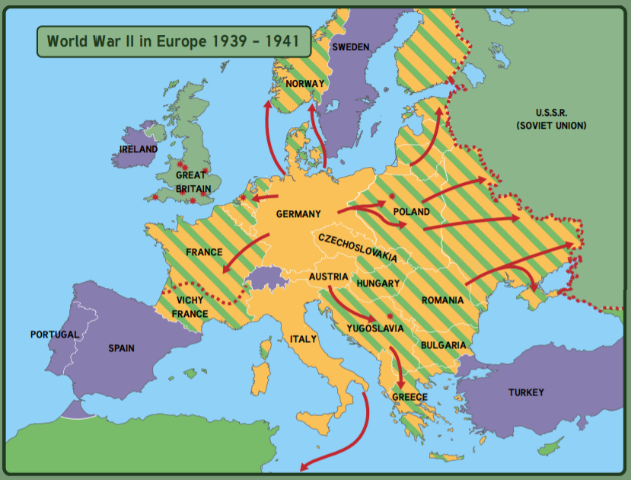 World War II in Europe 1939 - 1941
SWEDEN
NORWAY
U.S.S.R.
(SOVIET UNION)
IRELAND
GREAT
BRITAIN
GERMANY
POLAND
CZECHOSLOVAKIA
FRANCE
AUSTRIA
HUNGARY
ROMANIA
VICHY
FRANCE
YUGOSLAVIA
PORTUGAL
SPAIN
ITALY
BULGARIA
TURKEY
GREECE